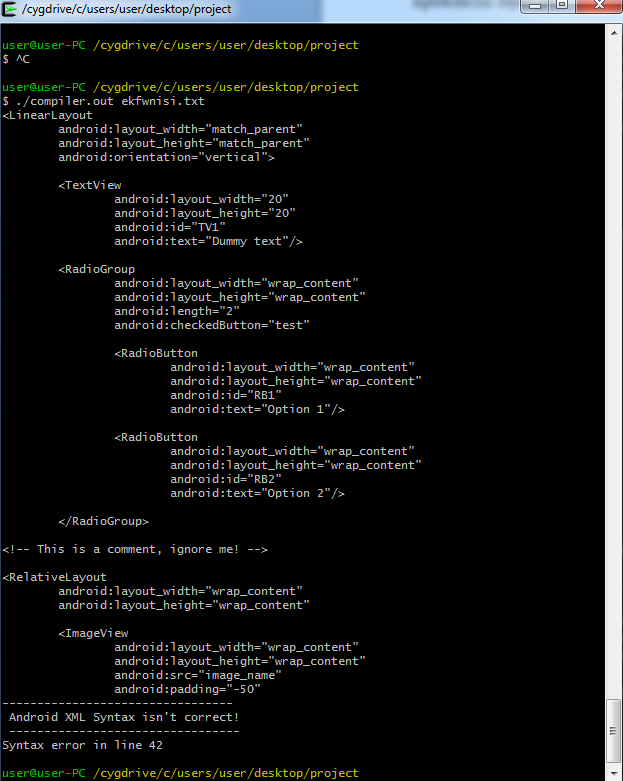 /cygdrive/c/users/user/desktop/project
user@user-PC /cygdrive/c/users/user/desktop/project
$ ^C
user@user-PC /cygdrive/c/users/user/desktop/project
$ ./compiler.out ekfwnisi.txt
<LinearLayout
android:layout_width="match_parent"
android:layout_height="match_parent"
android:orientation="vertical">
<TextView
android:layout_width="20"
android:layout_height="20"
android:id="TV1"
android:text="Dummy text"/>
<RadioGroup
android:layout_width="wrap_content"
android:layout_height="wrap_content"
android:length="2"
android:checkedButton="test"
<RadioButton
android:layout_width="wrap_content"
android:layout_height="wrap_content"
android:id="RB1"
android:text="Option 1"/>
<RadioButton
android:layout_width="wrap_content"
android:layout_height="wrap_content"
android:id="RB2"
android:text="Option 2"/>
</RadioGroup>
<!-- This is a comment, ignore me! -->
<RelativeLayout
android:layout_width="wrap_content"
android:layout_height="wrap_content"
<ImageView
android:layout_width="wrap_content"
android:layout_height="wrap_content"
android:src="image_name"
android:padding="-50"
---------------------------------
Android XML Syntax isn't correct!
---------------------------------
Syntax error in line 42
user@user-PC /cygdrive/c/users/user/desktop/project